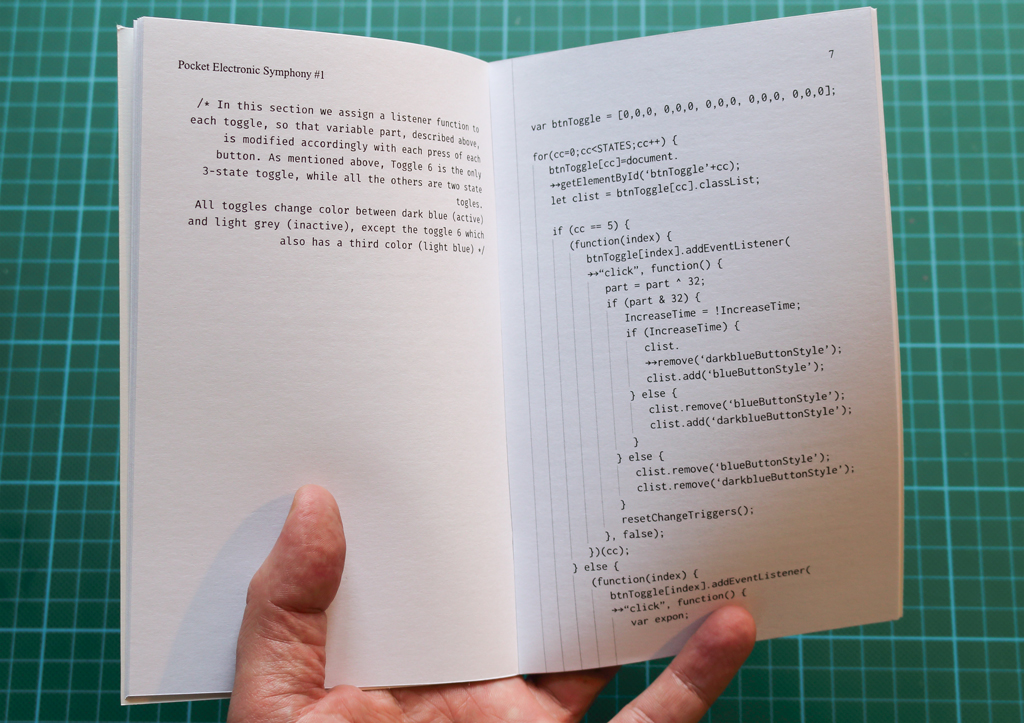 Pocket Electronic Symphony #1
/* In this section we assign a listener function to
each toggle, so that variable part, described above,
is modified accordingly with each press of each
button. As mentioned above, Toggle 6 is the only
3-state toggle, while all the others are two state
togles.
All toggles change color between dark blue (active)
and light grey (inactive), except the toggle 6 which
also has a third color (light blue) */
7
var btnToggle = [0,0,0, 0,0,0, 0,0,0, 0,0,0, 0,0,0];
for(cc=0;cc<STATES;cc++) {
btnToggle[cc]=document.
↔getElementById(‘btnToggle’+cc);
let clist = btnToggle[cc].classList;
if (cc == 5) {
(function(index) {
btnToggle[index].addEventListener(
↔“click”, function() {
part = part ^ 32;
if (part & 32) {
IncreaseTime = !IncreaseTime;
if (IncreaseTime) {
clist.
↔remove(‘darkblueButtonStyle’);
clist.add(‘blueButtonStyle’);
} else {
clist.remove(‘blueButtonStyle’);
clist.add(‘darkblueButtonStyle’);
}
} else {
clist.remove(‘blueButtonStyle’);
clist.remove(‘darkblueButtonStyle’);
}
resetChangeTriggers();
}, false);
})(cc);
} else {
(function(index) {
btnToggle[index].addEventListener(
↔“click”, function() {
var expon;